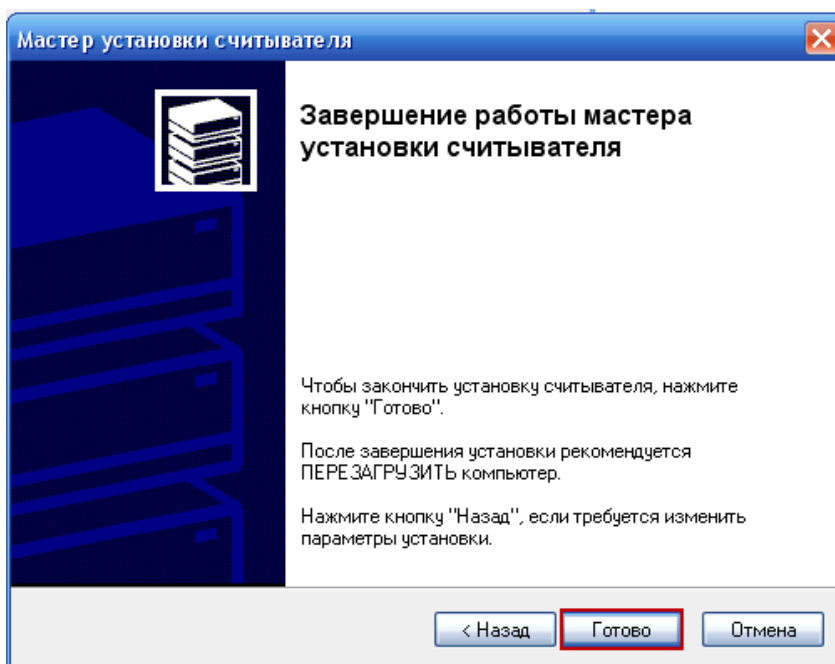 Мастер установки считывателя
Завершение работы мастера
установки считывателя
Чтобы закончить установку считывателя, нажмите
кнопку "Готово".
После завершения установки рекомендуется
ПЕРЕЗАГРУЗИТЬ компьютер.
Нажмите кнопку "Назад", если требуется изменить
параметры установки.
< Назад
Готово
Отмена